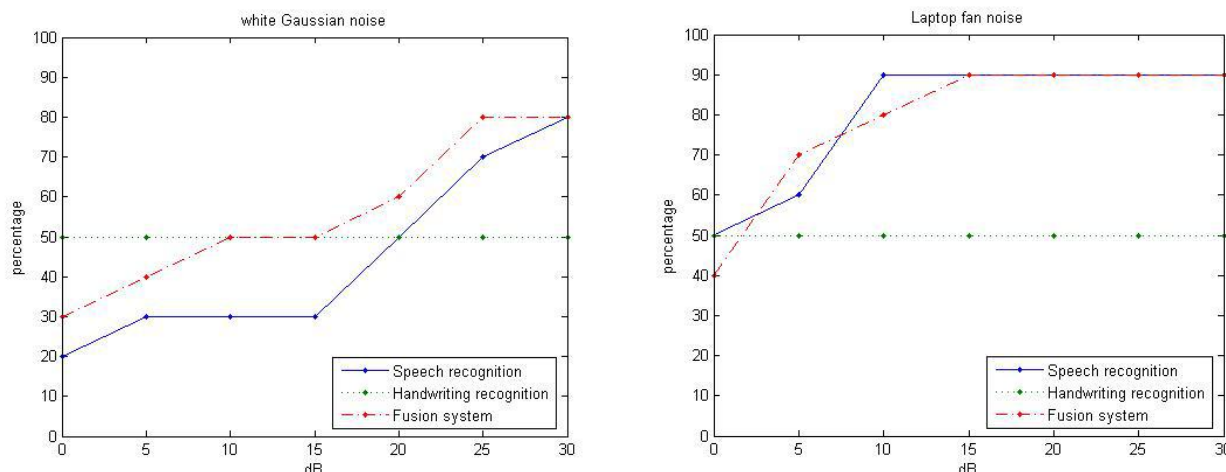 white Gaussian noise
100
90
80
70
60
50
40
30
20
10
0
percentage
0 5 10 15 20 25 30
dB
Speech recognition
Handwriting recognition
Fusion system
Laptop fan noise
100
90
80
70
60
50
40
30
20
10
0
percentage
0 5 10 15 20 25 30
dB
Speech recognition
Handwriting recognition
Fusion system